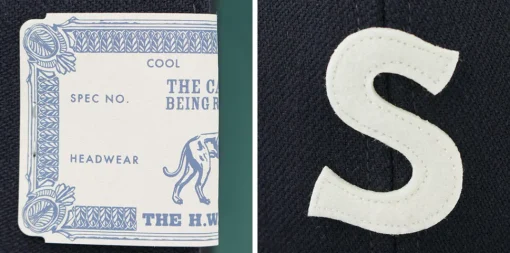 COOL
THE CA
SPEC NO.
BEING R
HEADWEAR
THE H.W
S